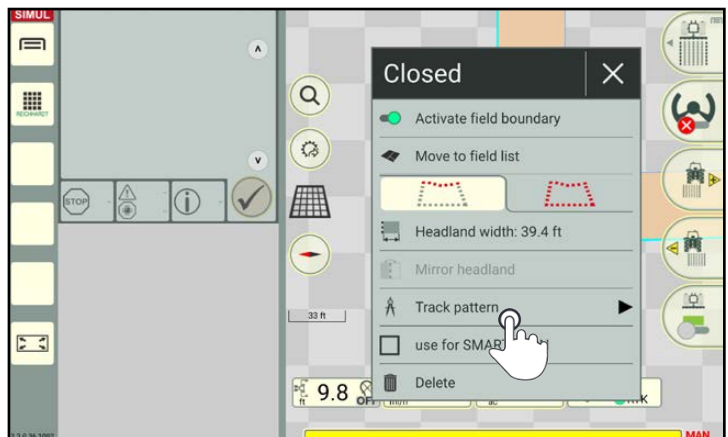 SIMUL
REICHHARDT
STOP
Closed
Activate field boundary
Move to field list
Headland width: 39.4 ft
Mirror headland
Track pattern
use for SMART
Delete
33 ft
ft
9.8
OFF
MAN